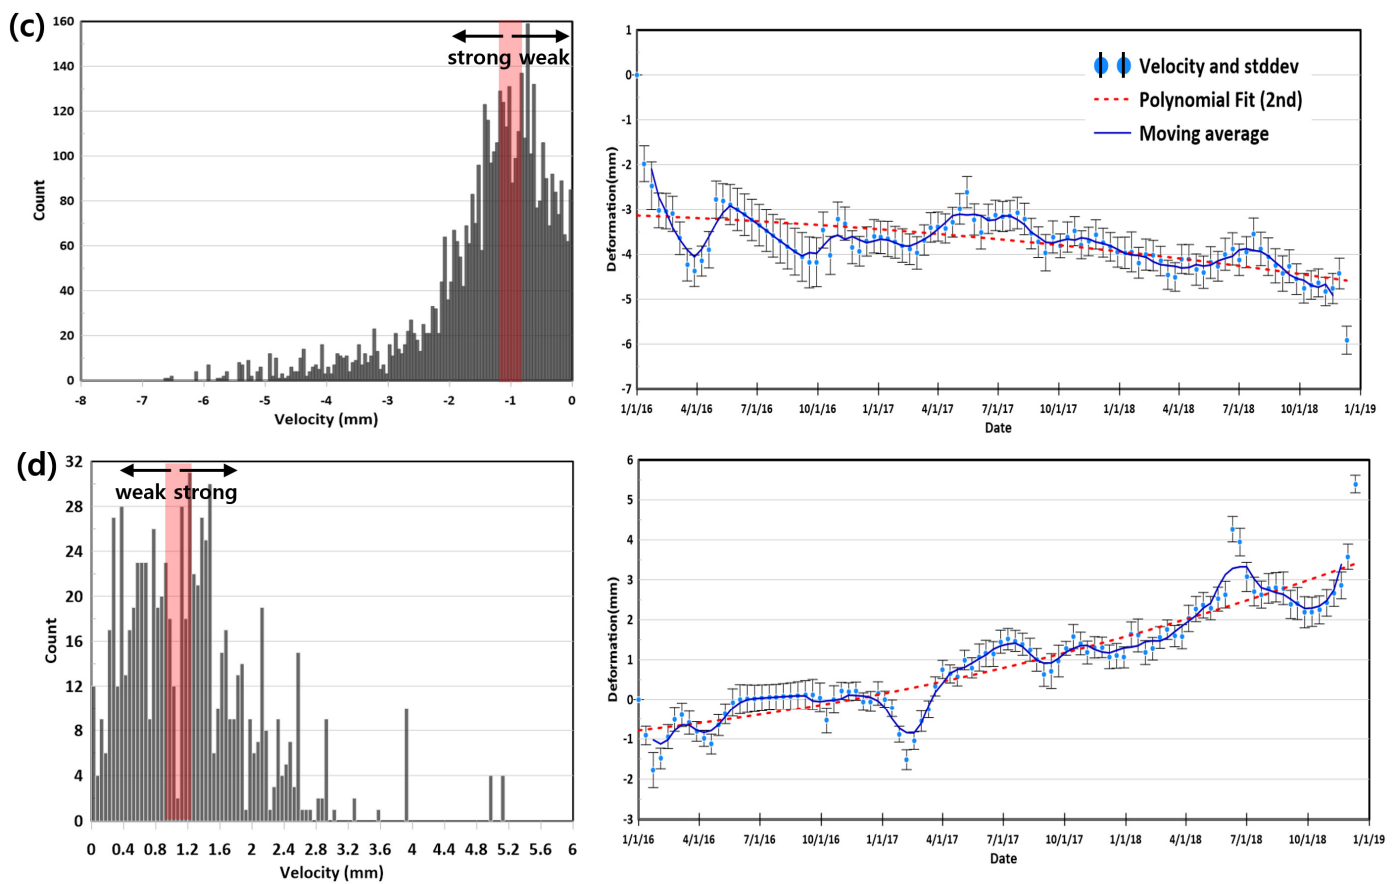 (c)
160
140
120
100
80
60
40
20
0
Count
strong weak
-8 -7 -6 -5 -4 -3 -2 -1 0
Velocity (mm)
1
0
-1
-2
-3
-4
-5
-6
-7
Deformation(mm)
Velocity and stddev
Polynomial Fit (2nd)
Moving average
1/1/16 4/1/16 7/1/16 10/1/16 1/1/17 4/1/17 7/1/17 10/1/17 1/1/18 4/1/18 7/1/18 10/1/18 1/1/19
Date
(d)
32
28
24
20
16
12
8
4
0
Count
weak strong
0 0.4 0.8 1.2 1.6 2 2.4 2.8 3.2 3.6 4 4.4 4.8 5.2 5.6 6
Velocity (mm)
6
5
4
3
2
1
0
-1
-2
-3
Deformation(mm)
1/1/16 4/1/16 7/1/16 10/1/16 1/1/17 4/1/17 7/1/17 10/1/17 1/1/18 4/1/18 7/1/18 10/1/18 1/1/19
Date